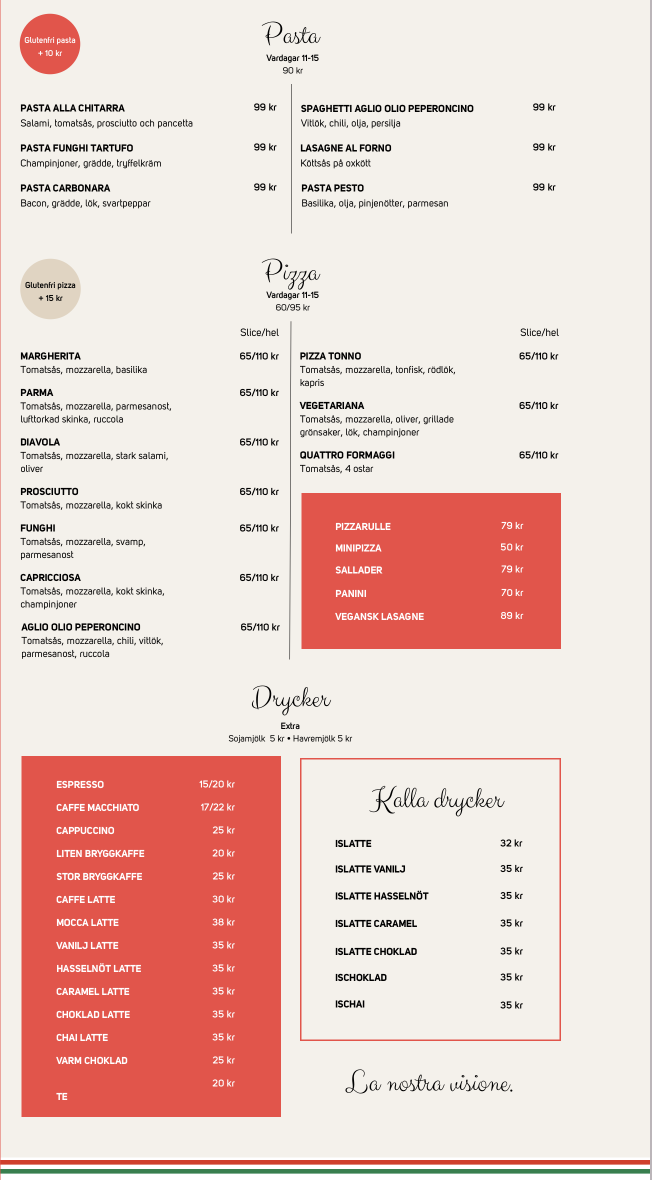 Glutenfri pasta
+ 10 kr
Pasta
Vardagar 11-15
90 kr
PASTA ALLA CHITARRA 99 kr
Salami, tomatsås, prosciutto och pancetta
PASTA FUNGHI TARTUFO 99 kr
Champinjoner, grädde, tryffelkräm
PASTA CARBONARA 99 kr
Bacon, grädde, lök, svartpeppar
SPAGHETTI AGLIO OLIO PEPERONCINO 99 kr
Vitlök, chili, olja, persilja
LASAGNE AL FORNO 99 kr
Köttsås på oxkött
PASTA PESTO 99 kr
Basilika, olja, pinjenötter, parmesan
Glutenfri pizza
+ 15 kr
Pizza
Vardagar 11-15
60/95 kr
Slice/hel
MARGHERITA 65/110 kr
Tomatsås, mozzarella, basilika
PARMA 65/110 kr
Tomatsås, mozzarella, parmesanost,
lufttorkad skinka, ruccola
DIAVOLA 65/110 kr
Tomatsås, mozzarella, stark salami,
oliver
PROSCIUTTO 65/110 kr
Tomatsås, mozzarella, kokt skinka
FUNGHI 65/110 kr
Tomatsås, mozzarella, svamp,
parmesanost
CAPRICCIOSA 65/110 kr
Tomatsås, mozzarella, kokt skinka,
champinjoner
AGLIO OLIO PEPERONCINO 65/110 kr
Tomatsås, mozzarella, chili, vitlök,
parmesanost, ruccola
Slice/hel
PIZZA TONNO 65/110 kr
Tomatsås, mozzarella, tonfisk, rödlök,
kapris
VEGETARIANA 65/110 kr
Tomatsås, mozzarella, oliver, grillade
grönsaker, lök, champinjoner
QUATTRO FORMAGGI 65/110 kr
Tomatsås, 4 ostar
PIZZARULLE 79 kr
MINIPIZZA 50 kr
SALLADER 79 kr
PANINI 70 kr
VEGANSK LASAGNE 89 kr
Drycker
Extra
Sojamjölk 5 kr • Havremjölk 5 kr
ESPRESSO 15/20 kr
CAFFE MACCHIATO 17/22 kr
CAPPUCCINO 25 kr
LITEN BRYGGKAFFE 20 kr
STOR BRYGGKAFFE 25 kr
CAFFE LATTE 30 kr
MOCCA LATTE 38 kr
VANILJ LATTE 35 kr
HASSELNÖT LATTE 35 kr
CARAMEL LATTE 35 kr
CHOKLAD LATTE 35 kr
CHAI LATTE 35 kr
VARM CHOKLAD 25 kr
20 kr
TE
Kalla drycker
ISLATTE 32 kr
ISLATTE VANILJ 35 kr
ISLATTE HASSELNÖT 35 kr
ISLATTE CARAMEL 35 kr
ISLATTE CHOKLAD 35 kr
ISCHOKLAD 35 kr
ISCHAI 35 kr
La nostra visione.